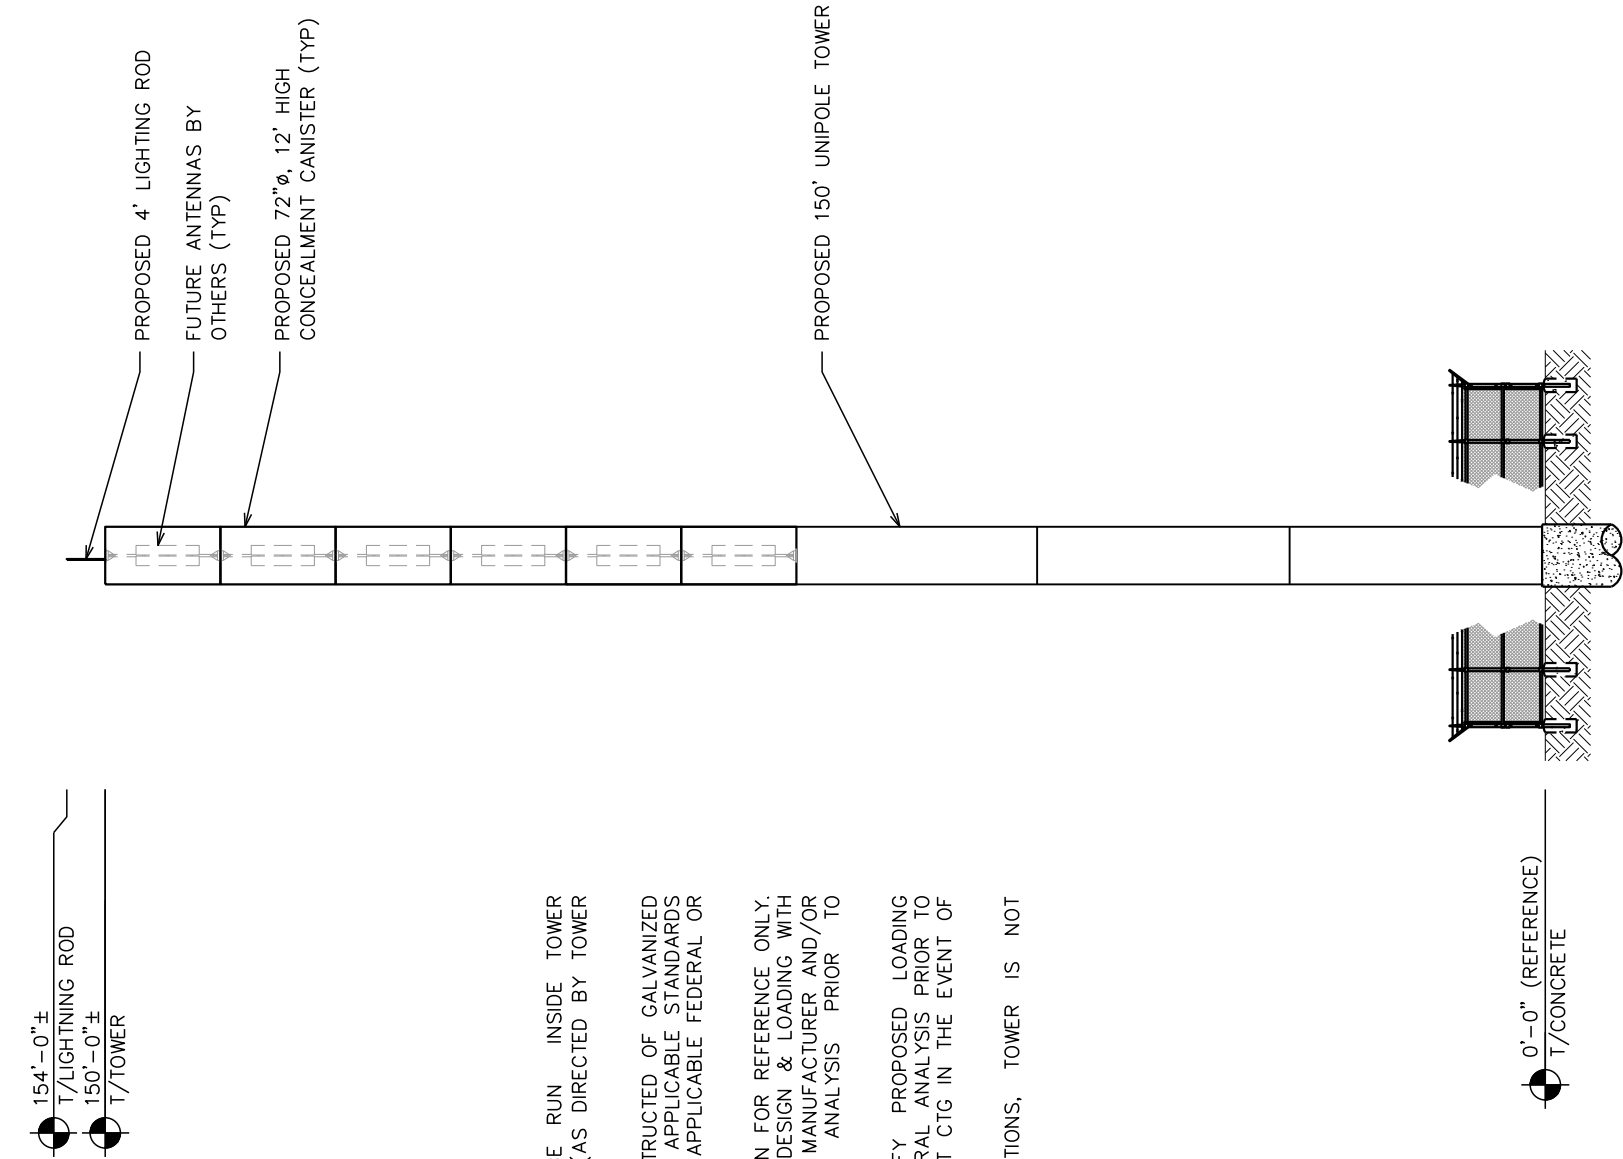 PROPOSED 4' LIGHTING ROD
FUTURE ANTENNAS BY
OTHERS (TYP)
PROPOSED 72"ø, 12' HIGH
CONCEALMENT CANISTER (TYP)
PROPOSED 150' UNIPOLE TOWER
154'-0"±
T/LIGHTNING ROD
150'-0"±
T/TOWER
E RUN INSIDE TOWER
(AS DIRECTED BY TOWER
TRUCTED OF GALVANIZED
APPLICABLE STANDARDS
APPLICABLE FEDERAL OR
N FOR REFERENCE ONLY.
DESIGN & LOADING WITH
MANUFACTURER AND/OR
ANALYSIS PRIOR TO
FY PROPOSED LOADING
RAL ANALYSIS PRIOR TO
T CTG IN THE EVENT OF
TIONS, TOWER IS NOT
0'-0" (REFERENCE)
T/CONCRETE